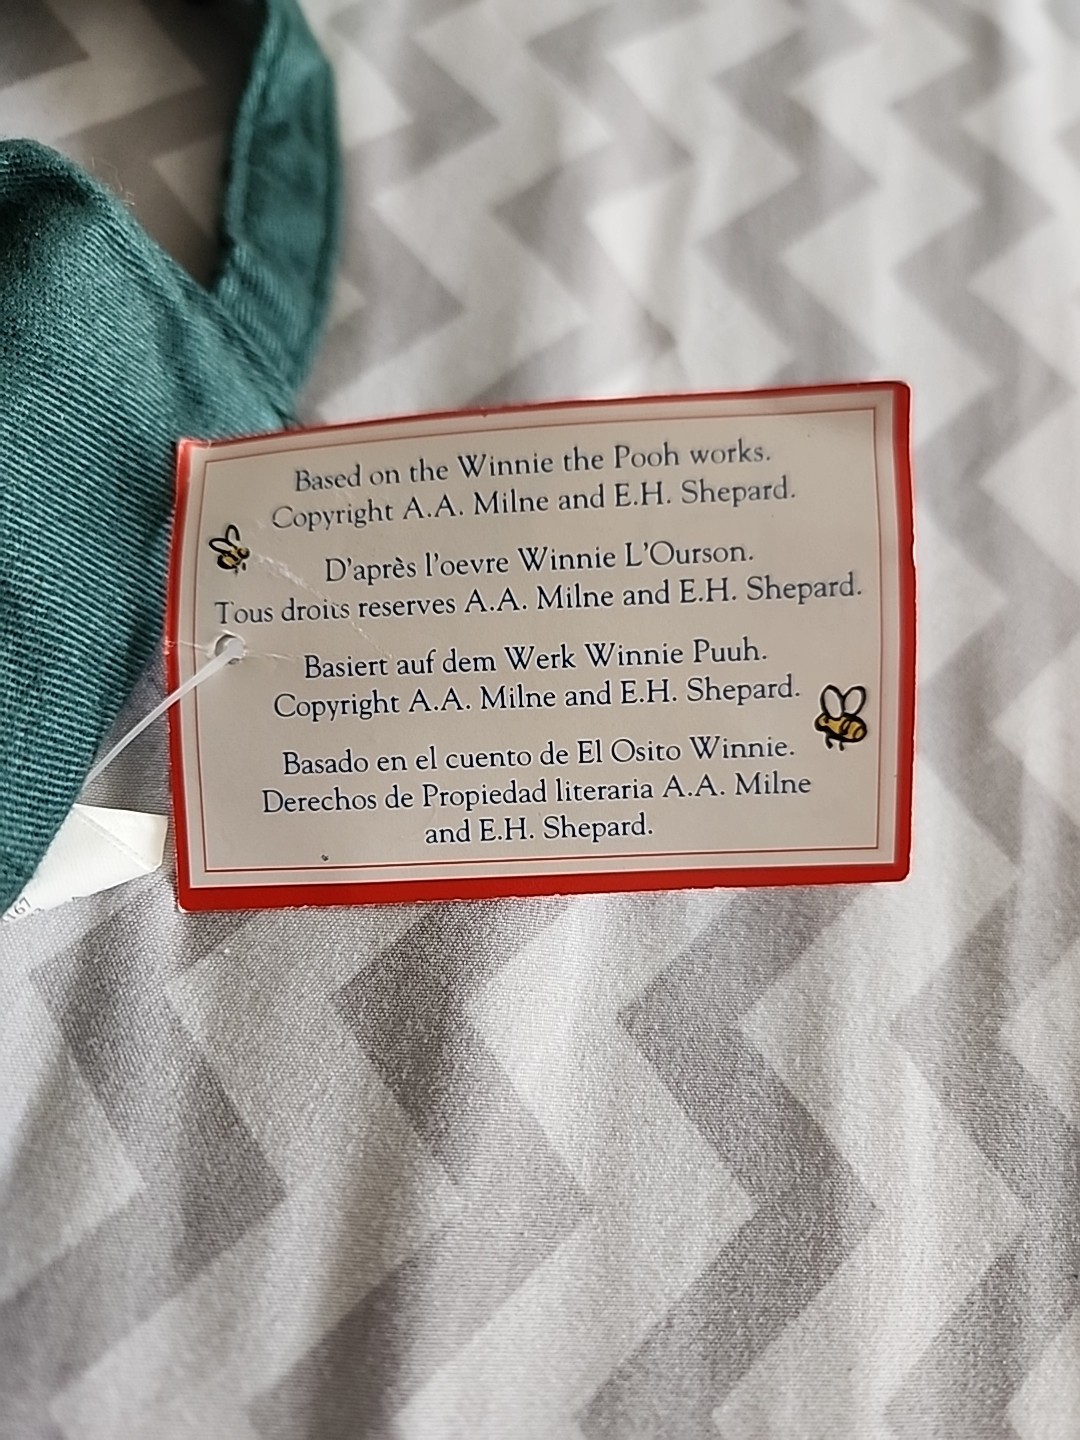 Based on the Winnie the Pooh works.
Copyright A.A. Milne and E.H. Shepard.
D'après l'oevre Winnie L'Ourson.
Tous droits reserves A.A. Milne and E.H. Shepard.
Basiert auf dem Werk Winnie Puuh.
Copyright A.A. Milne and E.H. Shepard.
Basado en el cuento de El Osito Winnie.
Derechos de Propiedad literaria A.A. Milne
and E.H. Shepard.